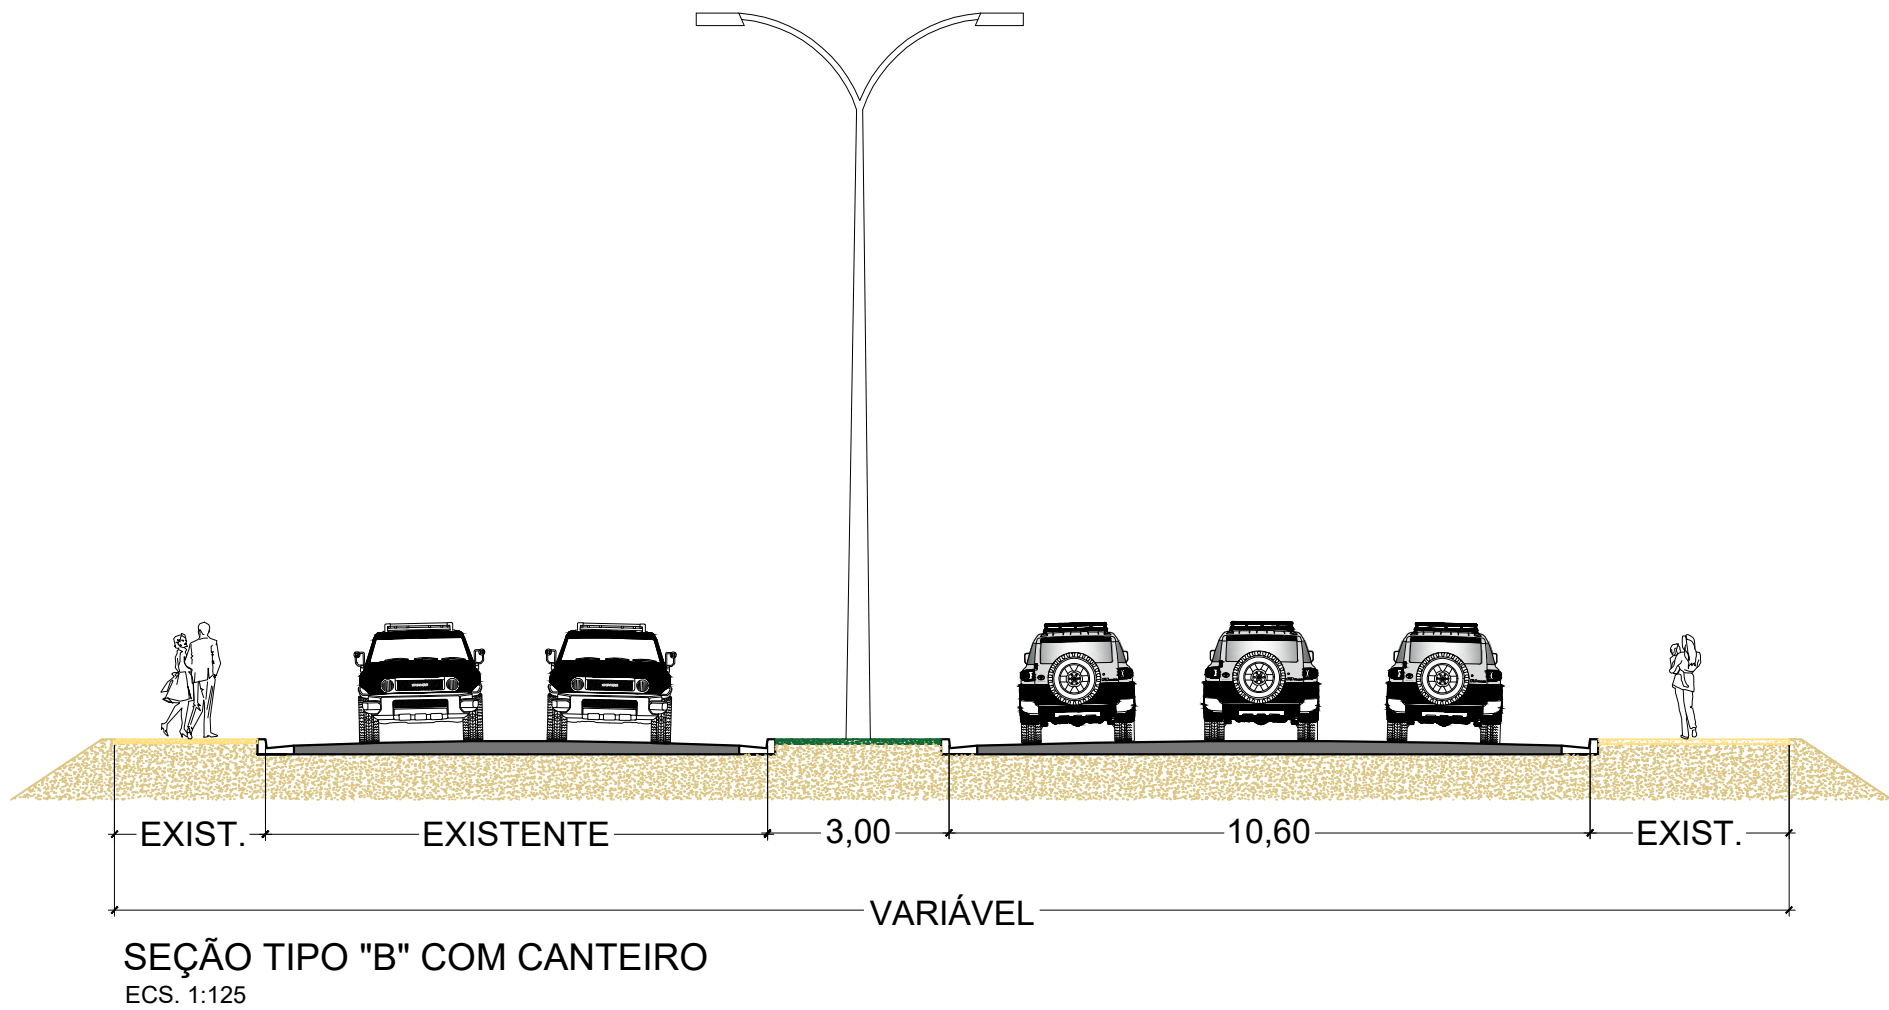 EXIST.
EXISTENTE
3,00
10,60
EXIST.
VARIÁVEL
SEÇÃO TIPO "B" COM CANTEIRO
ECS. 1:125